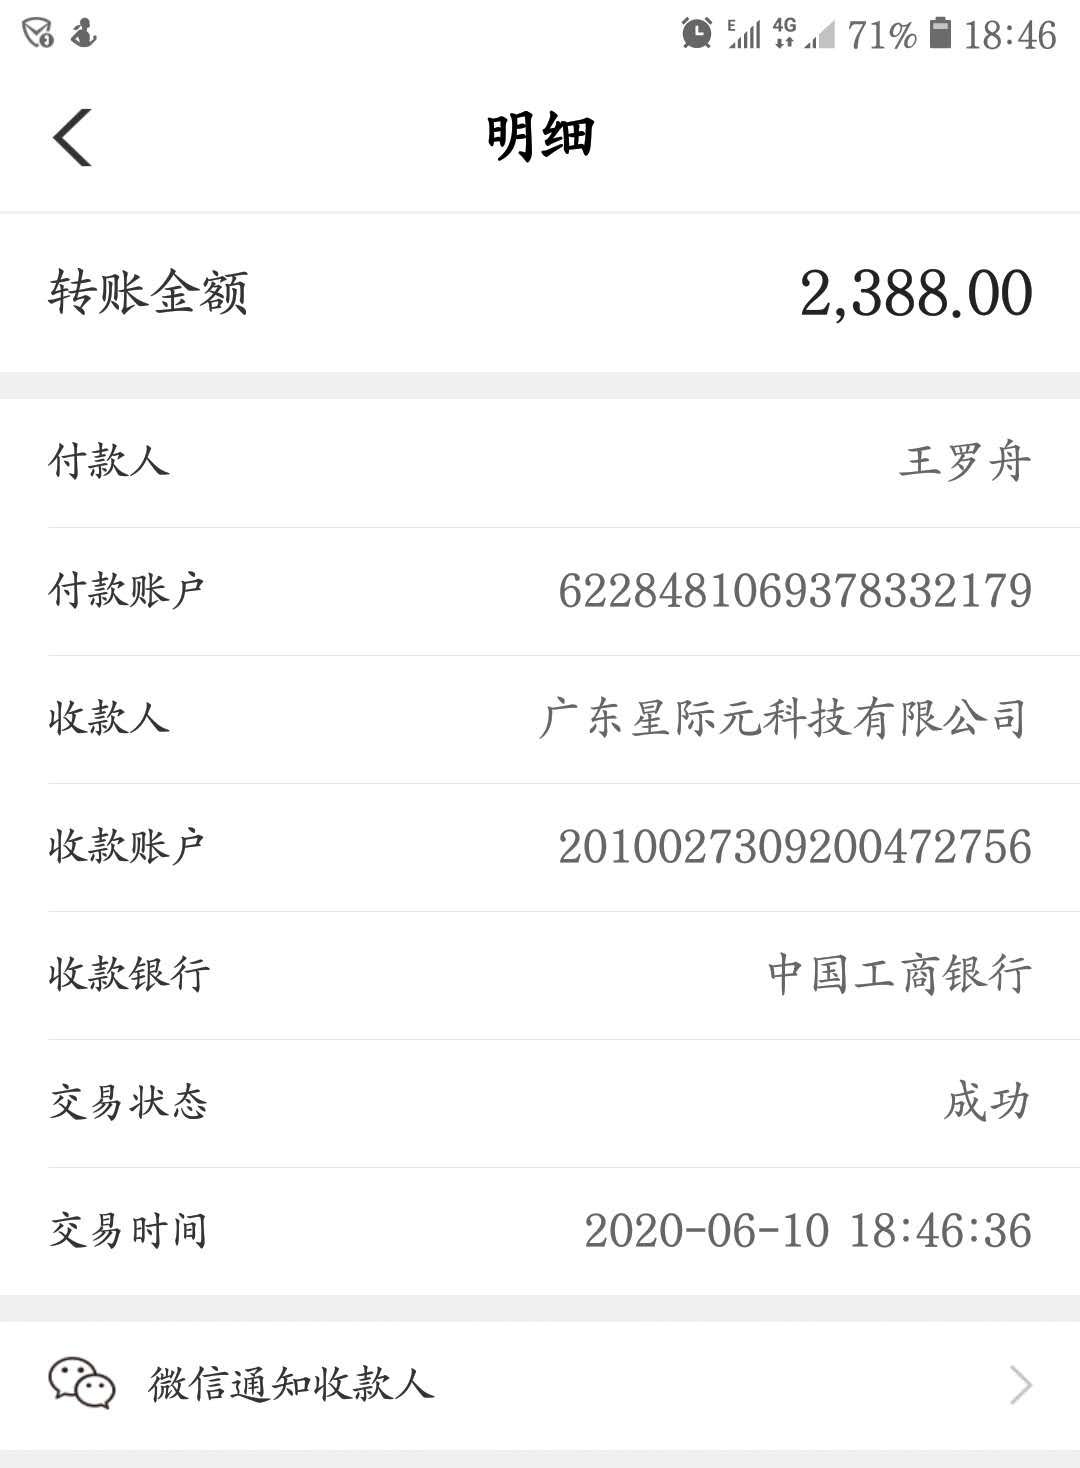 E 4G 71% 18:46
明细
转账金额 2,388.00
付款人 王罗舟
付款账户 6228481069378332179
收款人 广东星际元科技有限公司
收款账户 2010027309200472756
收款银行 中国工商银行
交易状态 成功
交易时间 2020-06-10 18:46:36
微信通知收款人